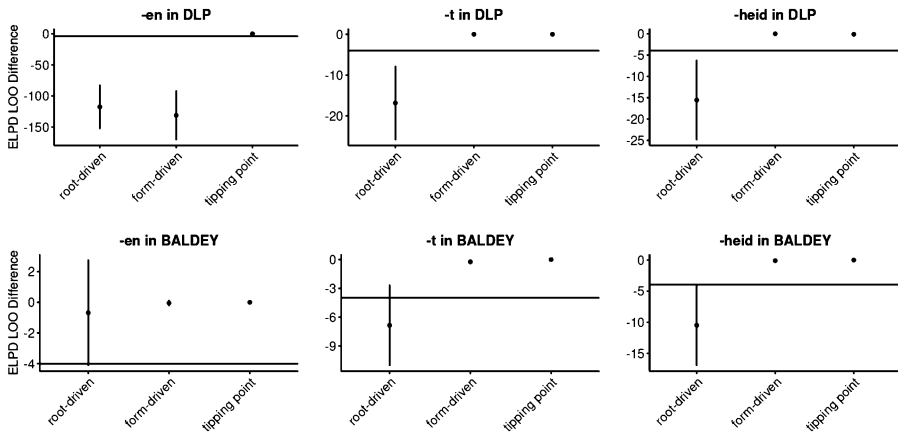 -en in DLP
-t in DLP
-heid in DLP
ELPD LOO Difference
0
-50
-100
-150
0
-10
-20
0
-5
-10
-15
-20
-25
root-driven
form-driven
tipping point
root-driven
form-driven
tipping point
root-driven
form-driven
tipping point
-en in BALDEY
-t in BALDEY
-heid in BALDEY
ELPD LOO Difference
2
0
-2
-4
0
-3
-6
-9
0
-5
-10
-15
root-driven
form-driven
tipping point
root-driven
form-driven
tipping point
root-driven
form-driven
tipping point